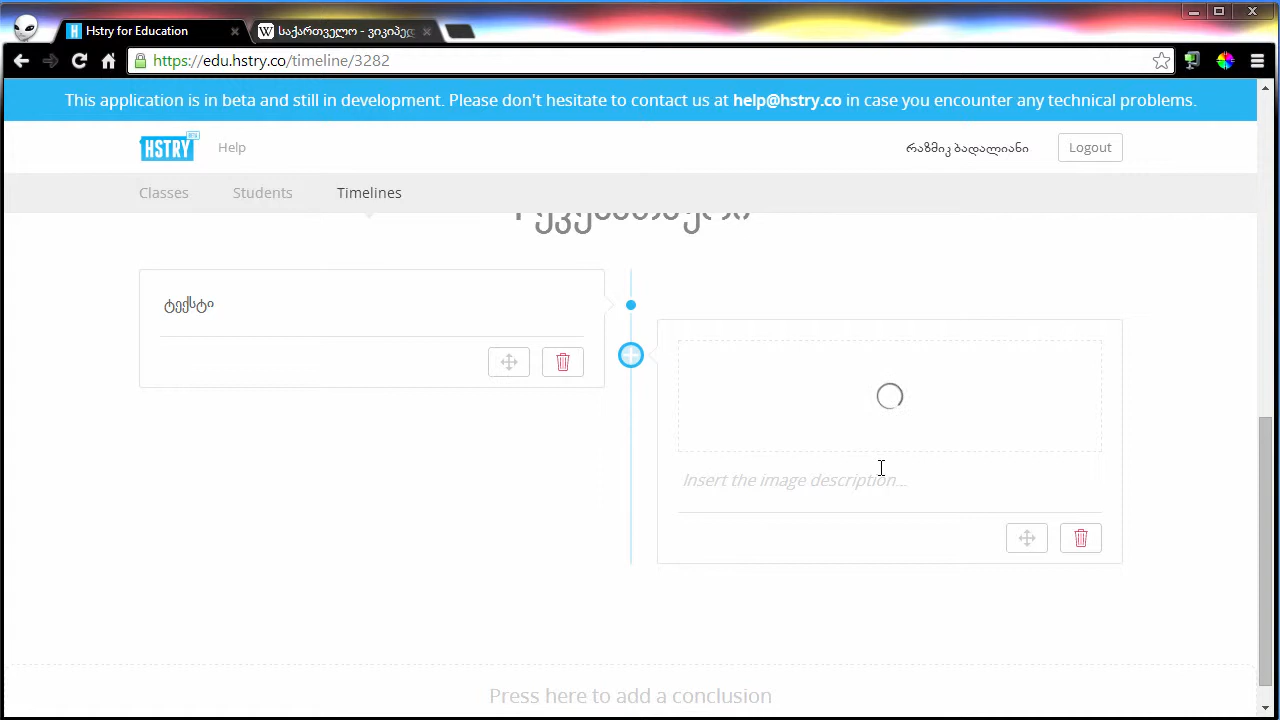 Hstry for Education
საქართველო - ვიკიპედ
https://edu.hstry.co/timeline/3282
This application is in beta and still in development. Please don't hesitate to contact us at help@hstry.co in case you encounter any technical problems.
HSTRY BETA
Help
რაზმიკ ბადალიანი
Logout
Classes
Students
Timelines
ტექსტი
Insert the image description...
Press here to add a conclusion